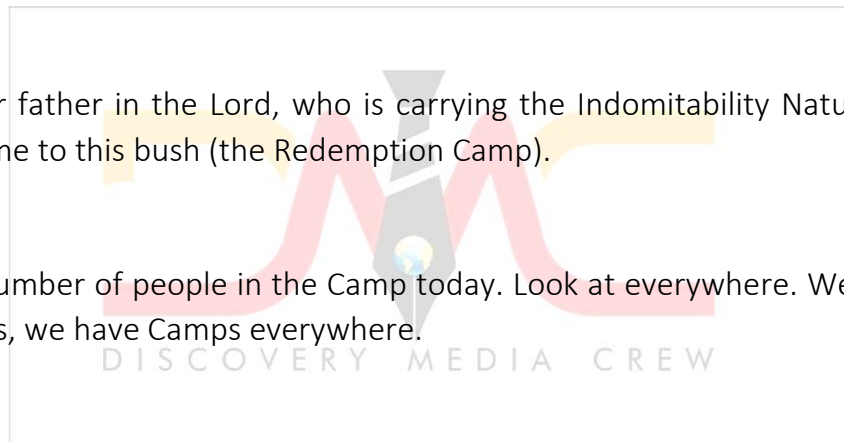 r father in the Lord, who is carrying the Indomitability Natu
ne to this bush (the Redemption Camp).
umber of people in the Camp today. Look at everywhere. We
s, we have Camps everywhere.
DISCOVERY MEDIA CREW